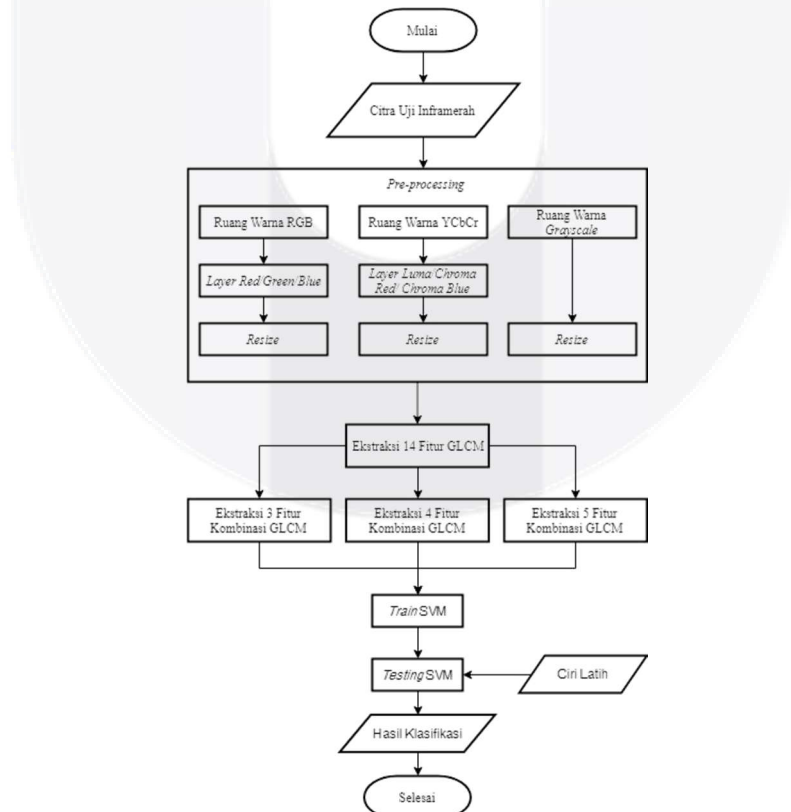 Mulai
Citra Uji Inframerah
Pre-processing
Ruang Warna RGB
Ruang Warna YCbCr
Ruang Warna
Grayscale
Layer Red/Green/Blue
Layer Luma/Chroma
Red/ Chroma Blue
Resize
Resize
Resize
Ekstraksi 14 Fitur GLCM
Ekstraksi 3 Fitur
Kombinasi GLCM
Ekstraksi 4 Fitur
Kombinasi GLCM
Ekstraksi 5 Fitur
Kombinasi GLCM
Train SVM
Testing SVM
Ciri Latih
Hasil Klasifikasi
Selesai